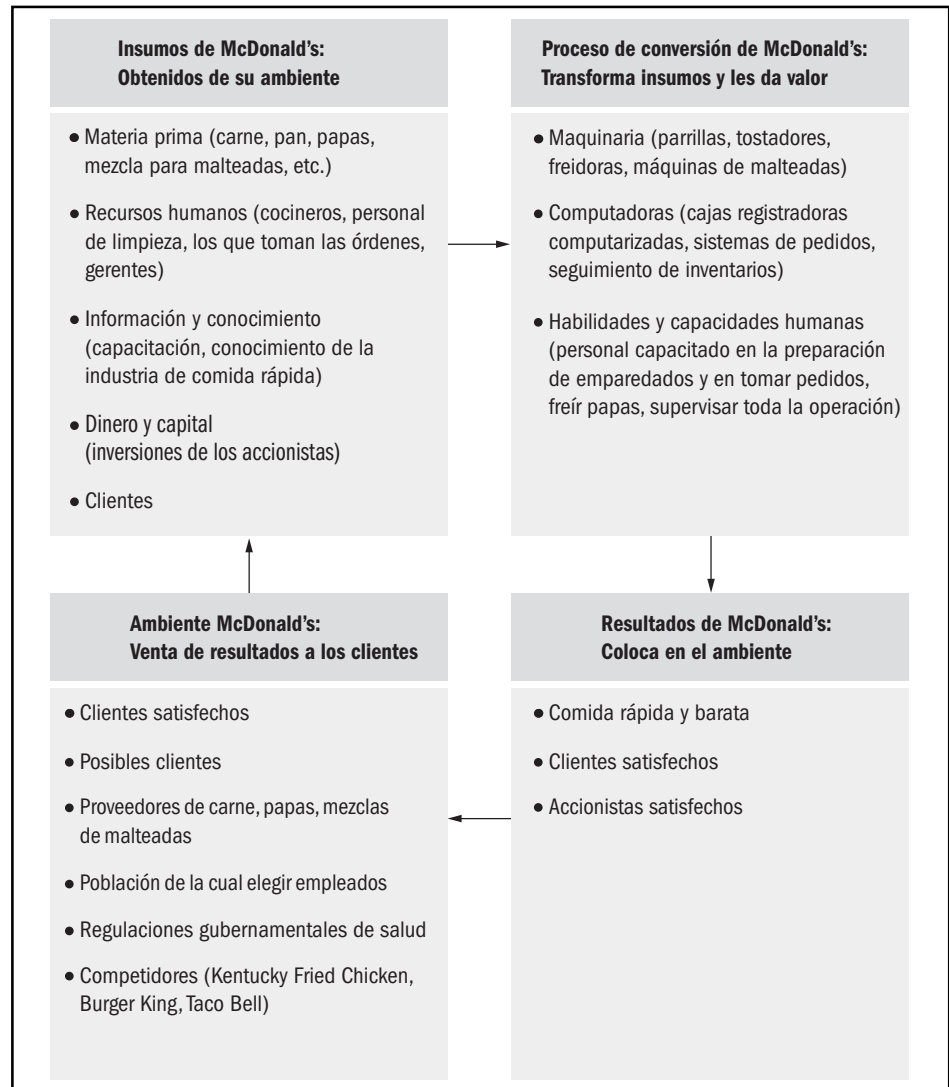 Insumos de McDonald's:
Obtenidos de su ambiente
● Materia prima (carne, pan, papas,
mezcla para malteadas, etc.)
● Recursos humanos (cocineros, personal
de limpieza, los que toman las órdenes,
gerentes)
● Información y conocimiento
(capacitación, conocimiento de la
industria de comida rápida)
● Dinero y capital
(inversiones de los accionistas)
● Clientes
Proceso de conversión de McDonald's:
Transforma insumos y les da valor
● Maquinaria (parrillas, tostadores,
freidoras, máquinas de malteadas)
● Computadoras (cajas registradoras
computarizadas, sistemas de pedidos,
seguimiento de inventarios)
● Habilidades y capacidades humanas
(personal capacitado en la preparación
de emparedados y en tomar pedidos,
freír papas, supervisar toda la operación)
Ambiente McDonald's:
Venta de resultados a los clientes
● Clientes satisfechos
● Posibles clientes
● Proveedores de carne, papas, mezclas
de malteadas
● Población de la cual elegir empleados
● Regulaciones gubernamentales de salud
● Competidores (Kentucky Fried Chicken,
Burger King, Taco Bell)
Resultados de McDonald's:
Coloca en el ambiente
● Comida rápida y barata
● Clientes satisfechos
● Accionistas satisfechos